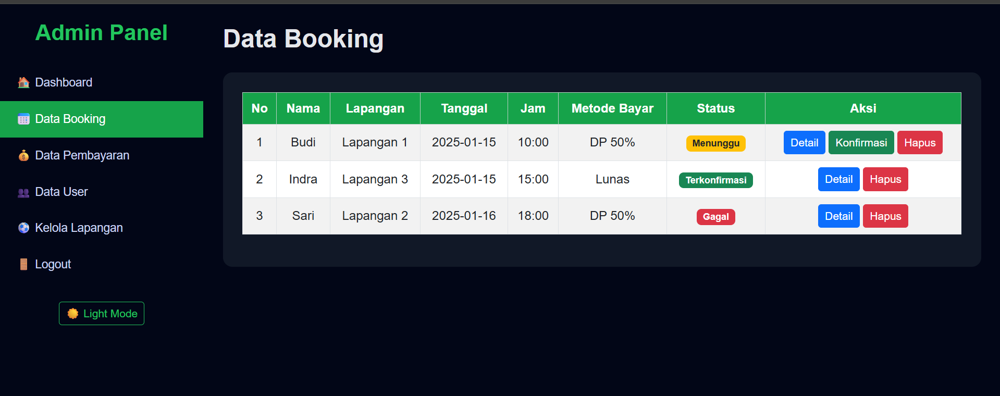 Admin Panel
Dashboard
Data Booking
Data Pembayaran
Data User
Kelola Lapangan
Logout
Light Mode
Data Booking
No Nama Lapangan Tanggal Jam Metode Bayar Status Aksi
1 Budi Lapangan 1 2025-01-15 10:00 DP 50% Menunggu Detail Konfirmasi Hapus
2 Indra Lapangan 3 2025-01-15 15:00 Lunas Terkonfirmasi Detail Hapus
3 Sari Lapangan 2 2025-01-16 18:00 DP 50% Gagal Detail Hapus